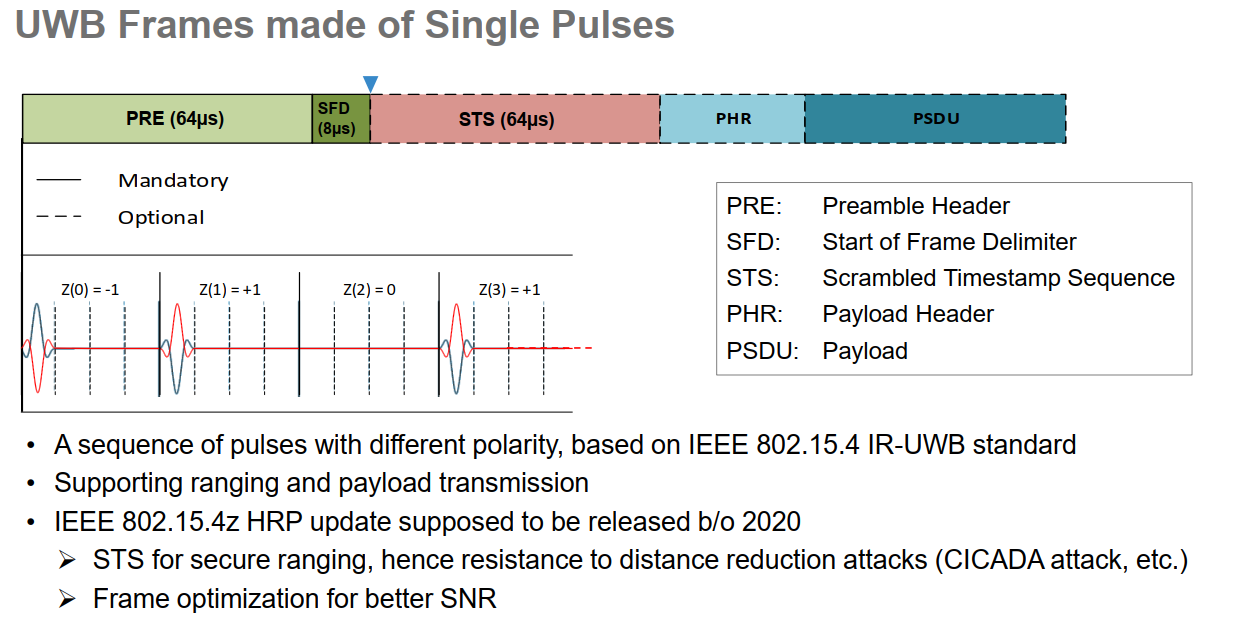 UWB Frames made of Single Pulses
PRE (64µs)
SFD
(8µs)
STS (64µs)
PHR
PSDU
Mandatory
Optional
PRE: Preamble Header
SFD: Start of Frame Delimiter
STS: Scrambled Timestamp Sequence
PHR: Payload Header
PSDU: Payload
Z(0) = -1
Z(1) = +1
Z(2) = 0
Z(3) = +1
• A sequence of pulses with different polarity, based on IEEE 802.15.4 IR-UWB standard
• Supporting ranging and payload transmission
• IEEE 802.15.4z HRP update supposed to be released b/o 2020
➢ STS for secure ranging, hence resistance to distance reduction attacks (CICADA attack, etc.)
➢ Frame optimization for better SNR